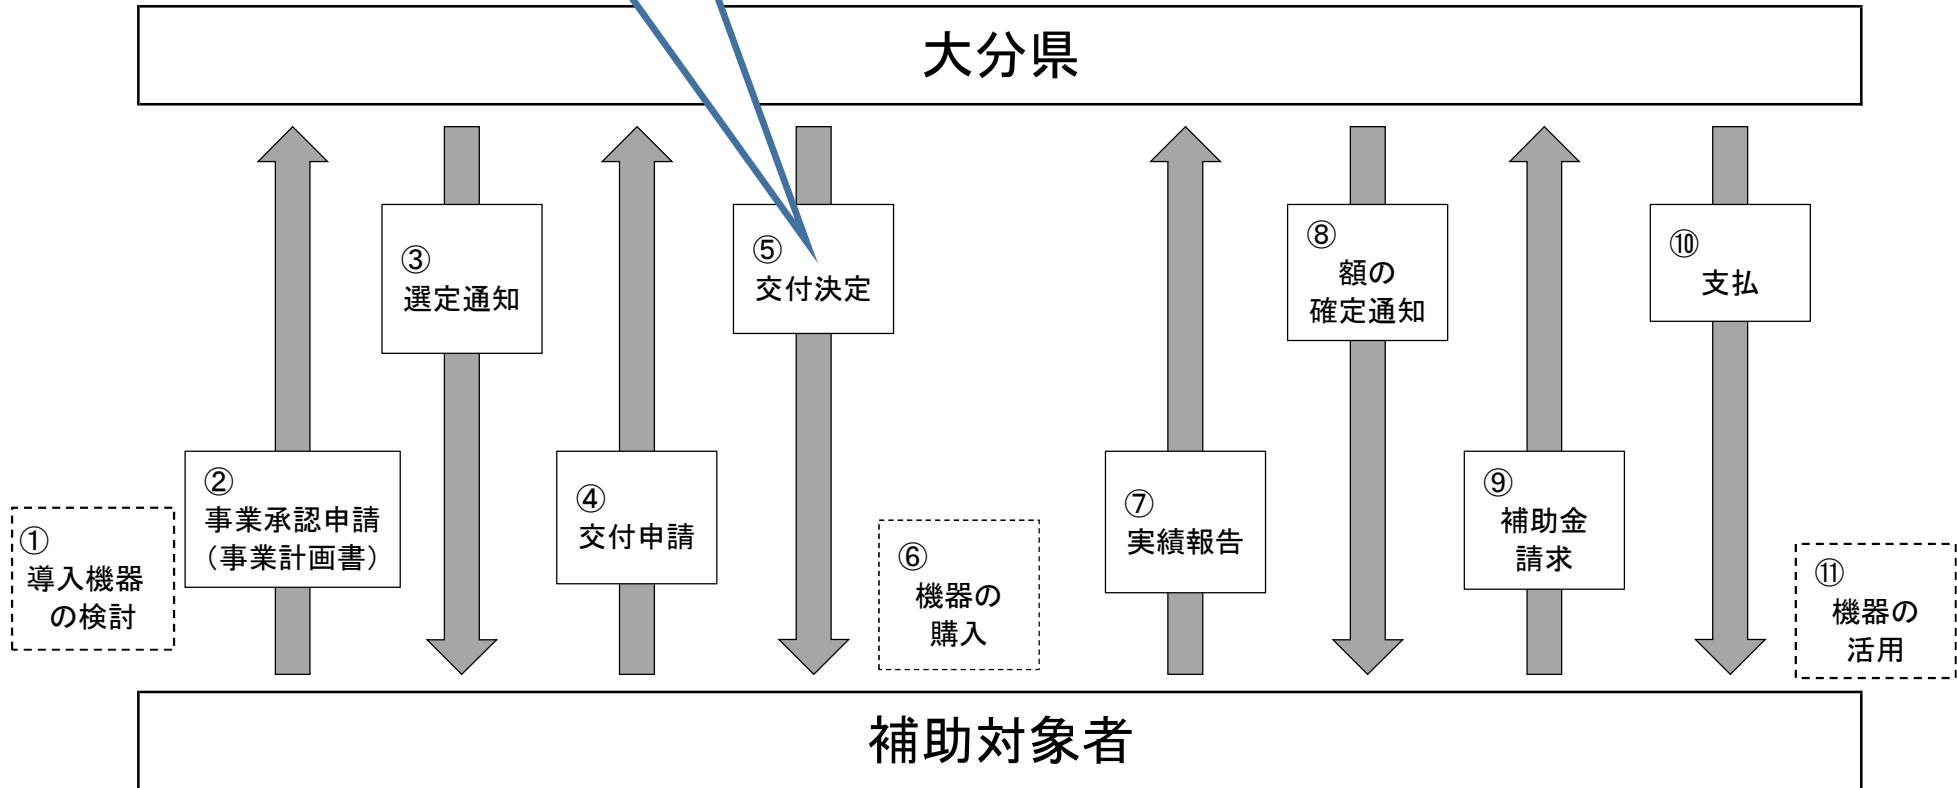 大分県
①
導入機器
の検討
②
事業承認申請
（事業計画書）
③
選定通知
④
交付申請
⑤
交付決定
⑥
機器の
購入
⑦
実績報告
⑧
額の
確定通知
⑨
補助金
請求
⑩
支払
⑪
機器の
活用
補助対象者